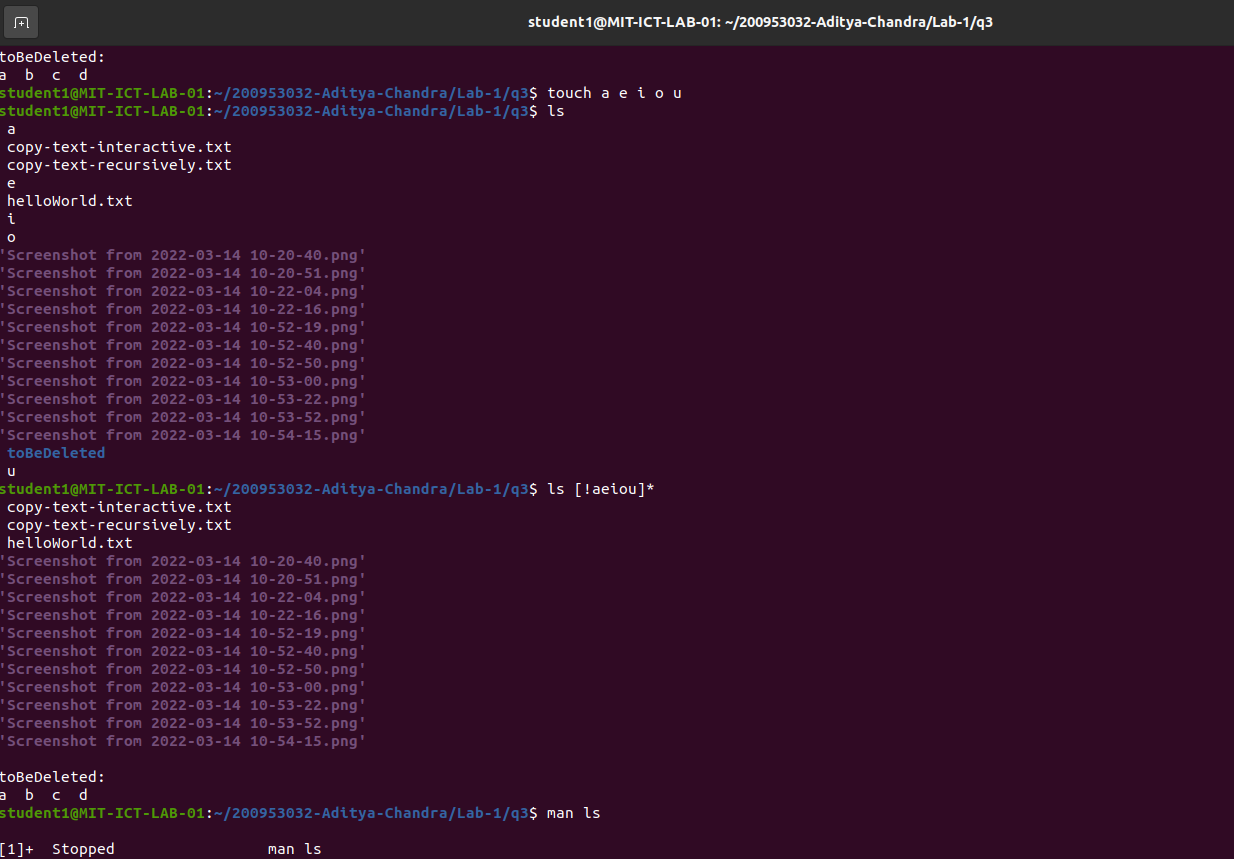 student1@MIT-ICT-LAB-01: ~/200953032-Aditya-Chandra/Lab-1/q3
toBeDeleted:
a  b  c  d
student1@MIT-ICT-LAB-01:~/200953032-Aditya-Chandra/Lab-1/q3$ touch a e i o u
student1@MIT-ICT-LAB-01:~/200953032-Aditya-Chandra/Lab-1/q3$ ls
a
copy-text-interactive.txt
copy-text-recursively.txt
e
helloWorld.txt
i
o
'Screenshot from 2022-03-14 10-20-40.png'
'Screenshot from 2022-03-14 10-20-51.png'
'Screenshot from 2022-03-14 10-22-04.png'
'Screenshot from 2022-03-14 10-22-16.png'
'Screenshot from 2022-03-14 10-52-19.png'
'Screenshot from 2022-03-14 10-52-40.png'
'Screenshot from 2022-03-14 10-52-50.png'
'Screenshot from 2022-03-14 10-53-00.png'
'Screenshot from 2022-03-14 10-53-22.png'
'Screenshot from 2022-03-14 10-53-52.png'
'Screenshot from 2022-03-14 10-54-15.png'
toBeDeleted
u
student1@MIT-ICT-LAB-01:~/200953032-Aditya-Chandra/Lab-1/q3$ ls [!aeiou]*
copy-text-interactive.txt
copy-text-recursively.txt
helloWorld.txt
'Screenshot from 2022-03-14 10-20-40.png'
'Screenshot from 2022-03-14 10-20-51.png'
'Screenshot from 2022-03-14 10-22-04.png'
'Screenshot from 2022-03-14 10-22-16.png'
'Screenshot from 2022-03-14 10-52-19.png'
'Screenshot from 2022-03-14 10-52-40.png'
'Screenshot from 2022-03-14 10-52-50.png'
'Screenshot from 2022-03-14 10-53-00.png'
'Screenshot from 2022-03-14 10-53-22.png'
'Screenshot from 2022-03-14 10-53-52.png'
'Screenshot from 2022-03-14 10-54-15.png'
toBeDeleted:
a  b  c  d
student1@MIT-ICT-LAB-01:~/200953032-Aditya-Chandra/Lab-1/q3$ man ls
[1]+  Stopped                 man ls